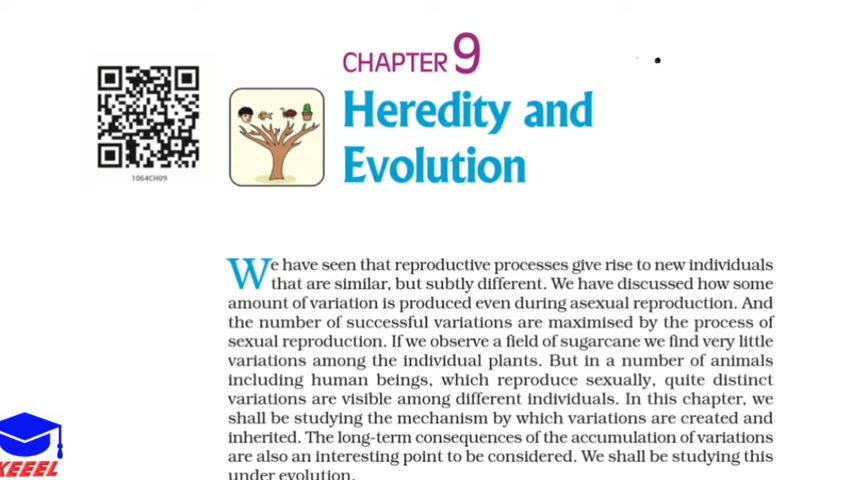 CHAPTER 9
Heredity and
Evolution
1064CH09
We have seen that reproductive processes give rise to new individuals
that are similar, but subtly different. We have discussed how some
amount of variation is produced even during asexual reproduction. And
the number of successful variations are maximised by the process of
sexual reproduction. If we observe a field of sugarcane we find very little
variations among the individual plants. But in a number of animals
including human beings, which reproduce sexually, quite distinct
variations are visible among different individuals. In this chapter, we
shall be studying the mechanism by which variations are created and
inherited. The long-term consequences of the accumulation of variations
are also an interesting point to be considered. We shall be studying this
under evolution.
KEEEL